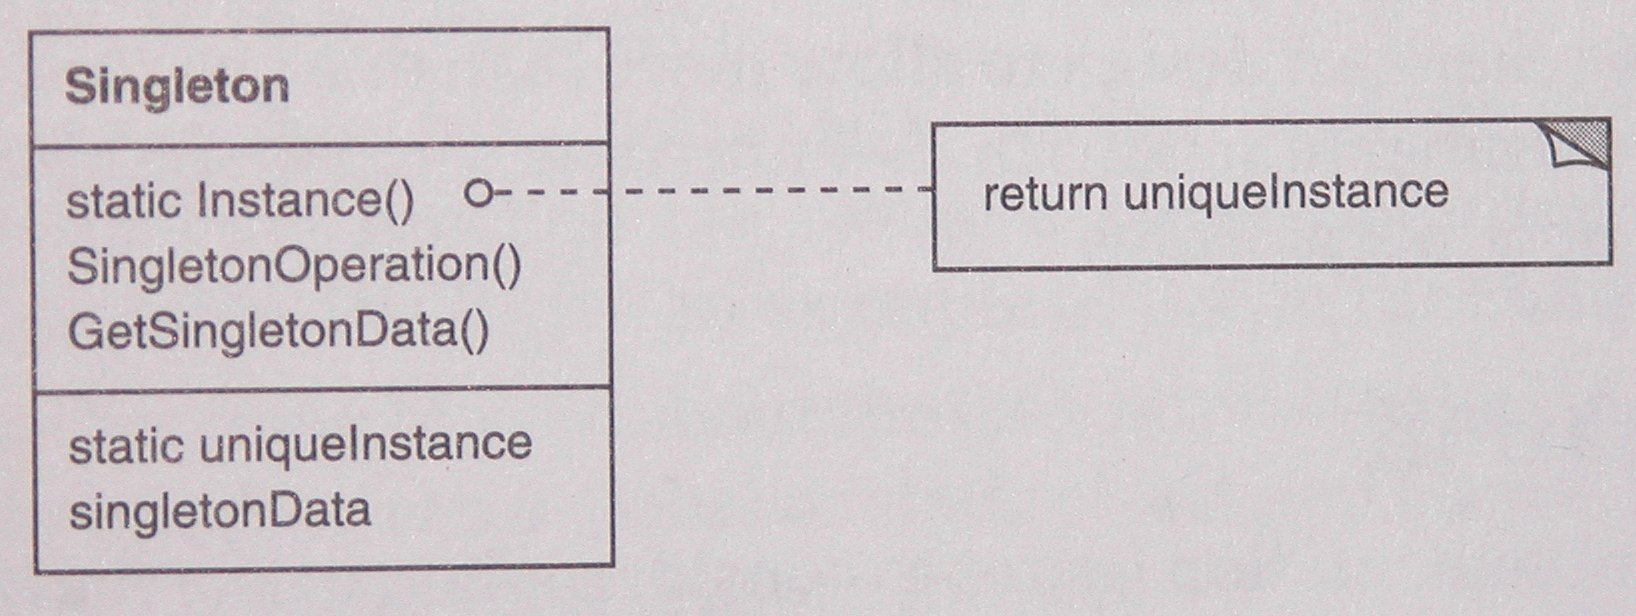 Singleton
static Instance()
SingletonOperation()
GetSingletonData()
static uniqueInstance
singletonData
return uniqueInstance